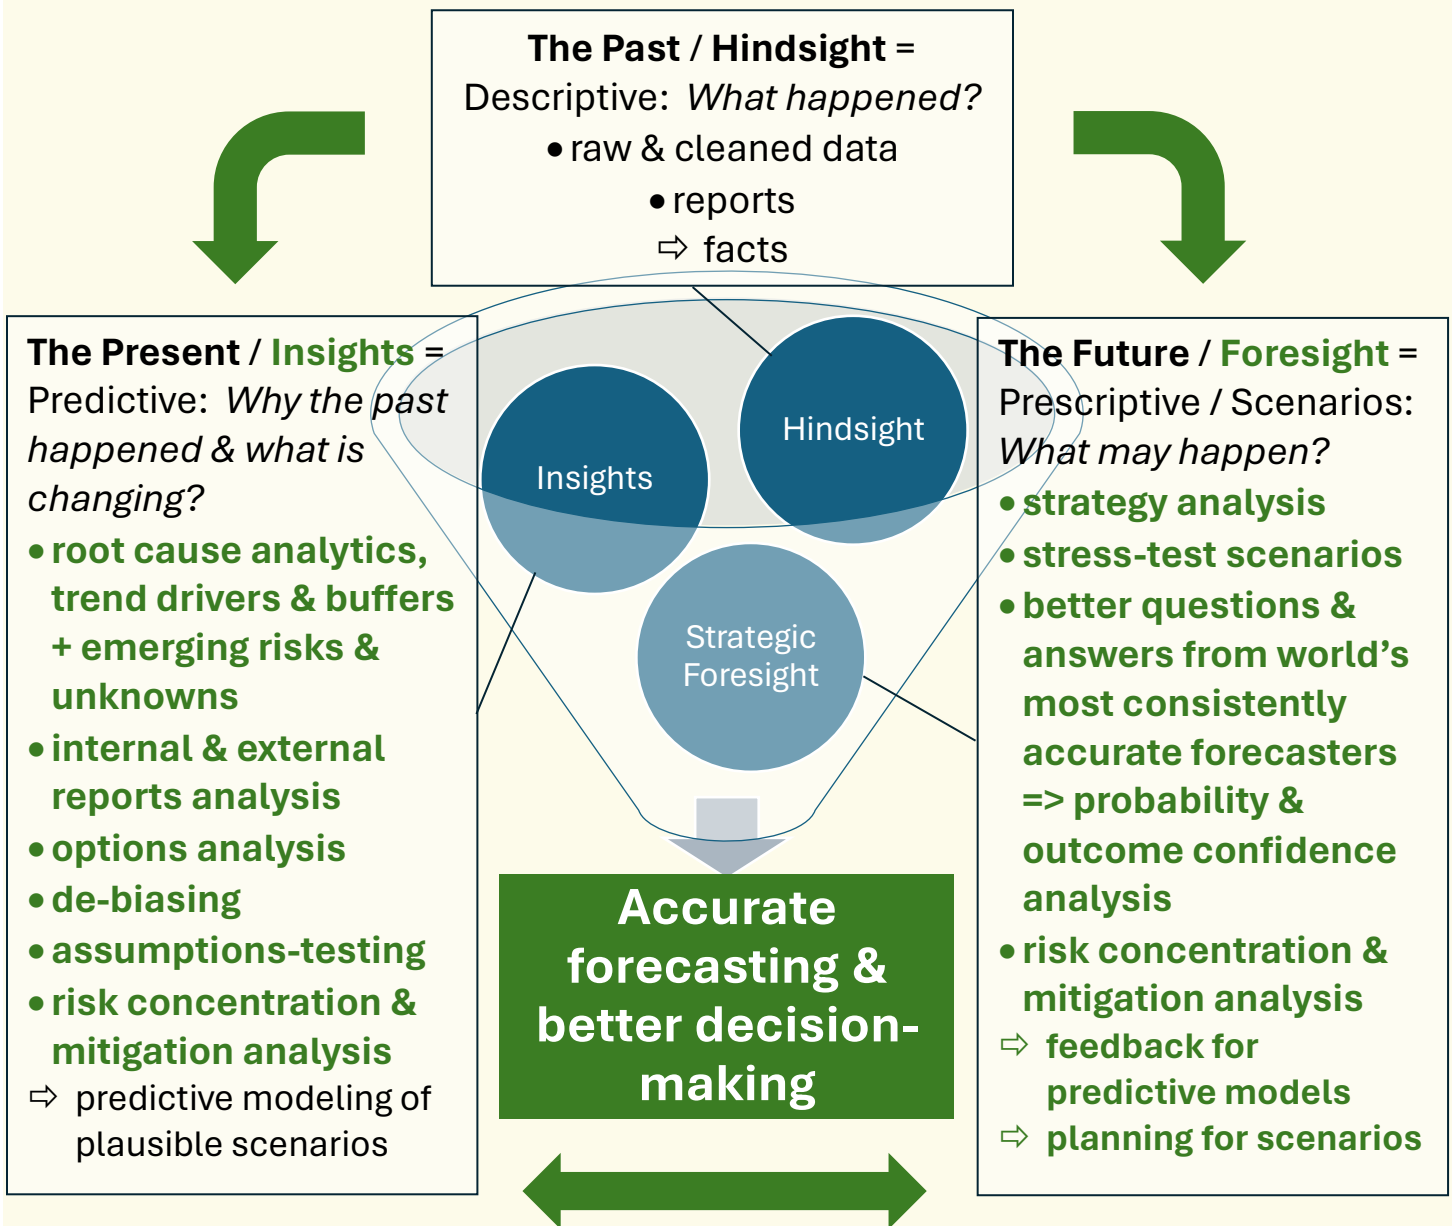 The Past / Hindsight =
Descriptive: What happened?
• raw & cleaned data
• reports
⇨ facts
The Present / Insights =
Predictive: Why the past
happened & what is
changing?
• root cause analytics,
trend drivers & buffers
+ emerging risks &
unknowns
• internal & external
reports analysis
• options analysis
• de-biasing
• assumptions-testing
• risk concentration &
mitigation analysis
⇨ predictive modeling of
plausible scenarios
Insights
Hindsight
Strategic
Foresight
Accurate
forecasting &
better decision-
making
The Future / Foresight =
Prescriptive / Scenarios:
What may happen?
• strategy analysis
• stress-test scenarios
• better questions &
answers from world’s
most consistently
accurate forecasters
=> probability &
outcome confidence
analysis
• risk concentration &
mitigation analysis
⇨ feedback for
predictive models
⇨ planning for scenarios